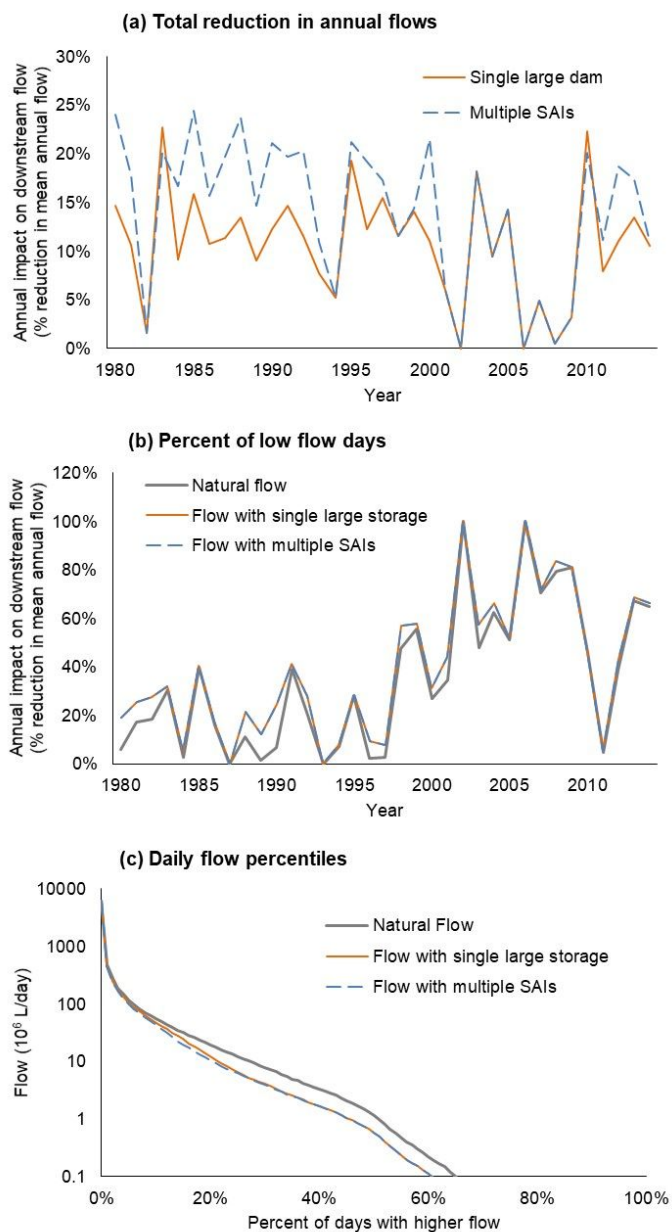 (a) Total reduction in annual flows
Annual impact on downstream flow
(% reduction in mean annual flow)
30%
25%
20%
15%
10%
5%
0%
Single large dam
Multiple SAIs
1980 1985 1990 1995 2000 2005 2010
Year
(b) Percent of low flow days
Annual impact on downstream flow
(% reduction in mean annual flow)
120%
100%
80%
60%
40%
20%
0%
Natural flow
Flow with single large storage
Flow with multiple SAIs
1980 1985 1990 1995 2000 2005 2010
Year
(c) Daily flow percentiles
Flow (10⁶ L/day)
10000
1000
100
10
1
0.1
Natural Flow
Flow with single large storage
Flow with multiple SAIs
0% 20% 40% 60% 80% 100%
Percent of days with higher flow